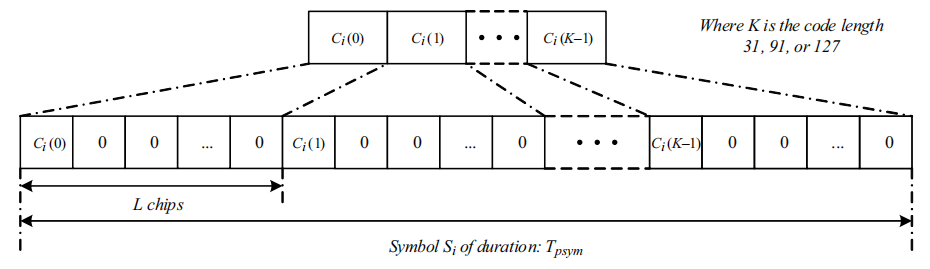 C_i(0) C_i(1) • • • C_i(K–1)
Where K is the code length
31, 91, or 127
C_i(0) 0 0 ... 0 C_i(1) 0 0 ... 0 • • • C_i(K–1) 0 0 ... 0
L chips
Symbol S_i of duration: T_psym